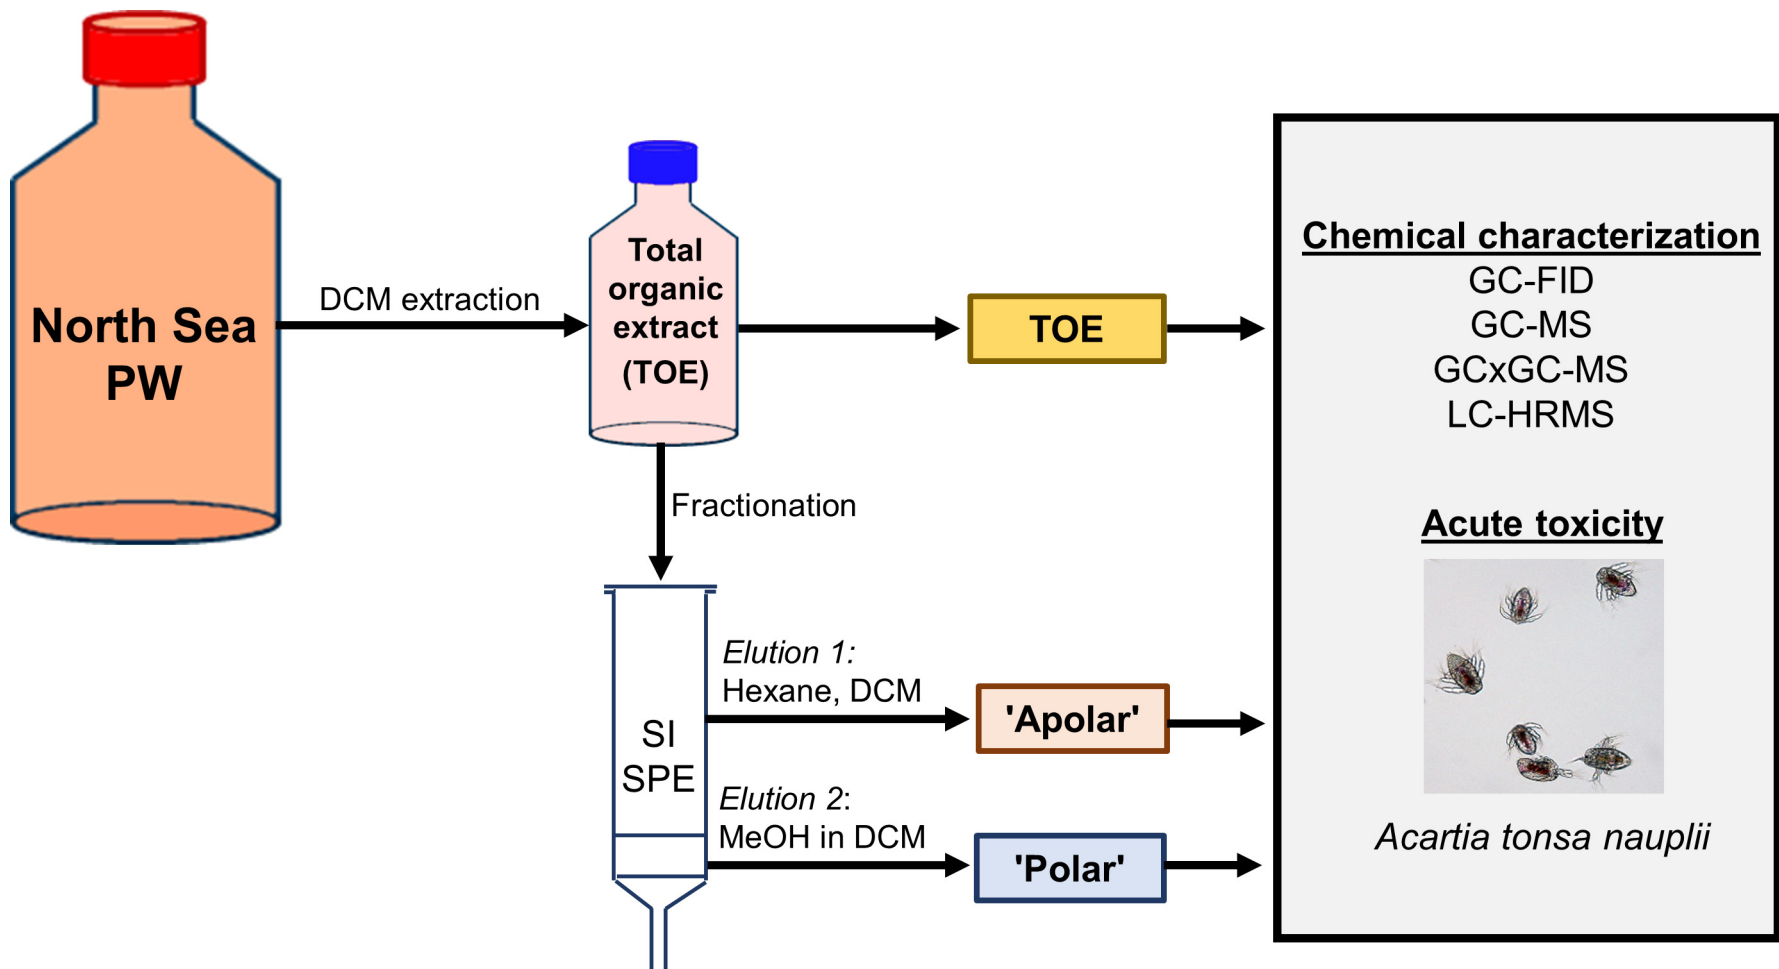 North Sea
PW
DCM extraction
Total
organic
extract
(TOE)
TOE
Fractionation
SI
SPE
Elution 1:
Hexane, DCM
'Apolar'
Elution 2:
MeOH in DCM
'Polar'
Chemical characterization
GC-FID
GC-MS
GCxGC-MS
LC-HRMS
Acute toxicity
Acartia tonsa nauplii